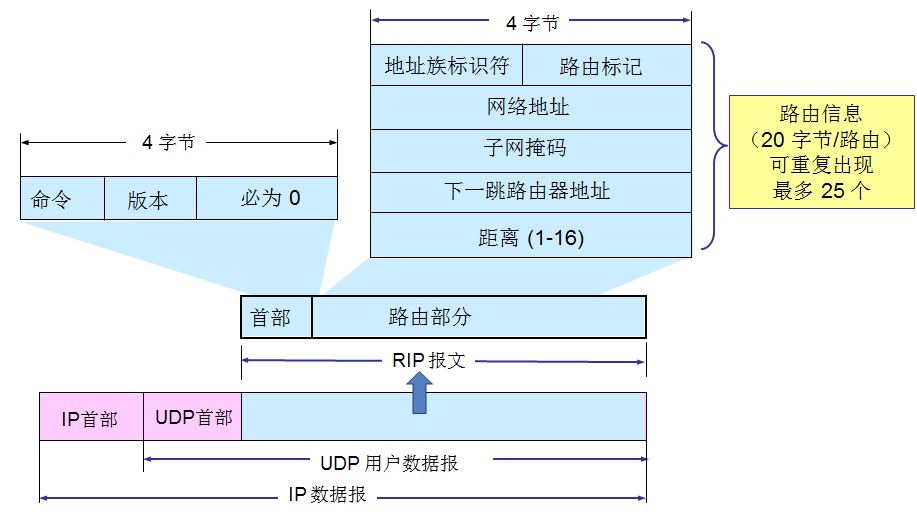 4 字节
地址族标识符
路由标记
网络地址
子网掩码
下一跳路由器地址
距离 (1-16)
路由信息
（20 字节/路由）
可重复出现
最多 25 个
4 字节
命令
版本
必为 0
首部
路由部分
RIP 报文
IP首部
UDP首部
UDP 用户数据报
IP 数据报